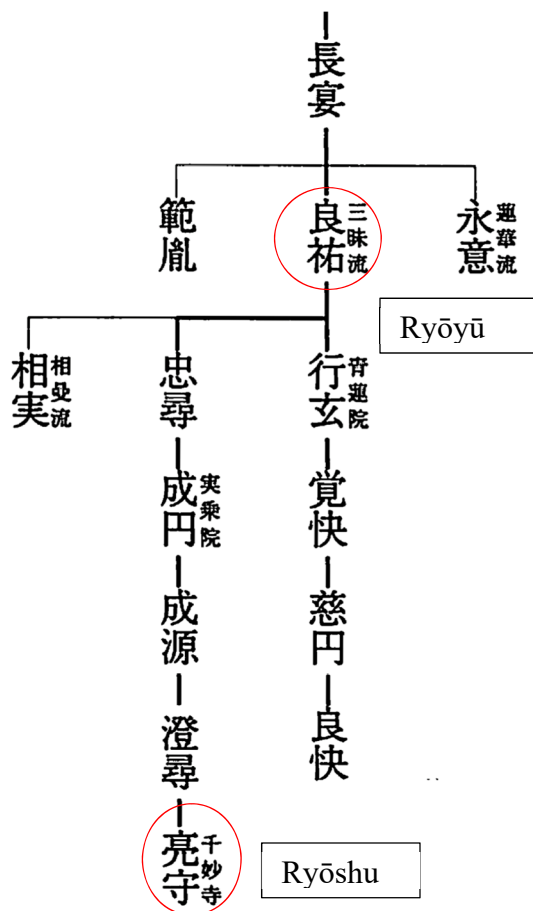 長宴
永意
蓮華流
良祐
三昧流
範胤
Ryōyū
行玄
青蓮院
忠尋
相実
相実流
覚快
成円
実乗院
慈円
成源
良快
澄尋
亮守
千妙寺
Ryōshu